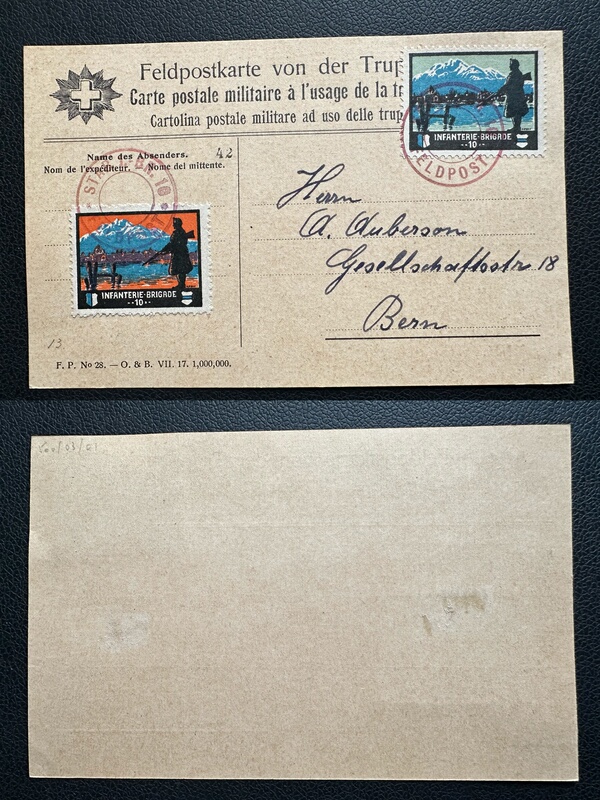 Feldpostkarte von der Trup
Carte postale militaire à l'usage de la tr
Cartolina postale militare ad uso delle trup
Name des Absenders.
42
Nom de l'expéditeur. Nome del mittente.
FELDPOST
INFANTERIE-BRIGADE
··10··
Herrn
A. Auberson
Gesellschaftsstr 18
Bern
INFANTERIE-BRIGADE
··10··
13
F. P. No 28. — O. & B. VII. 17. 1,000,000.